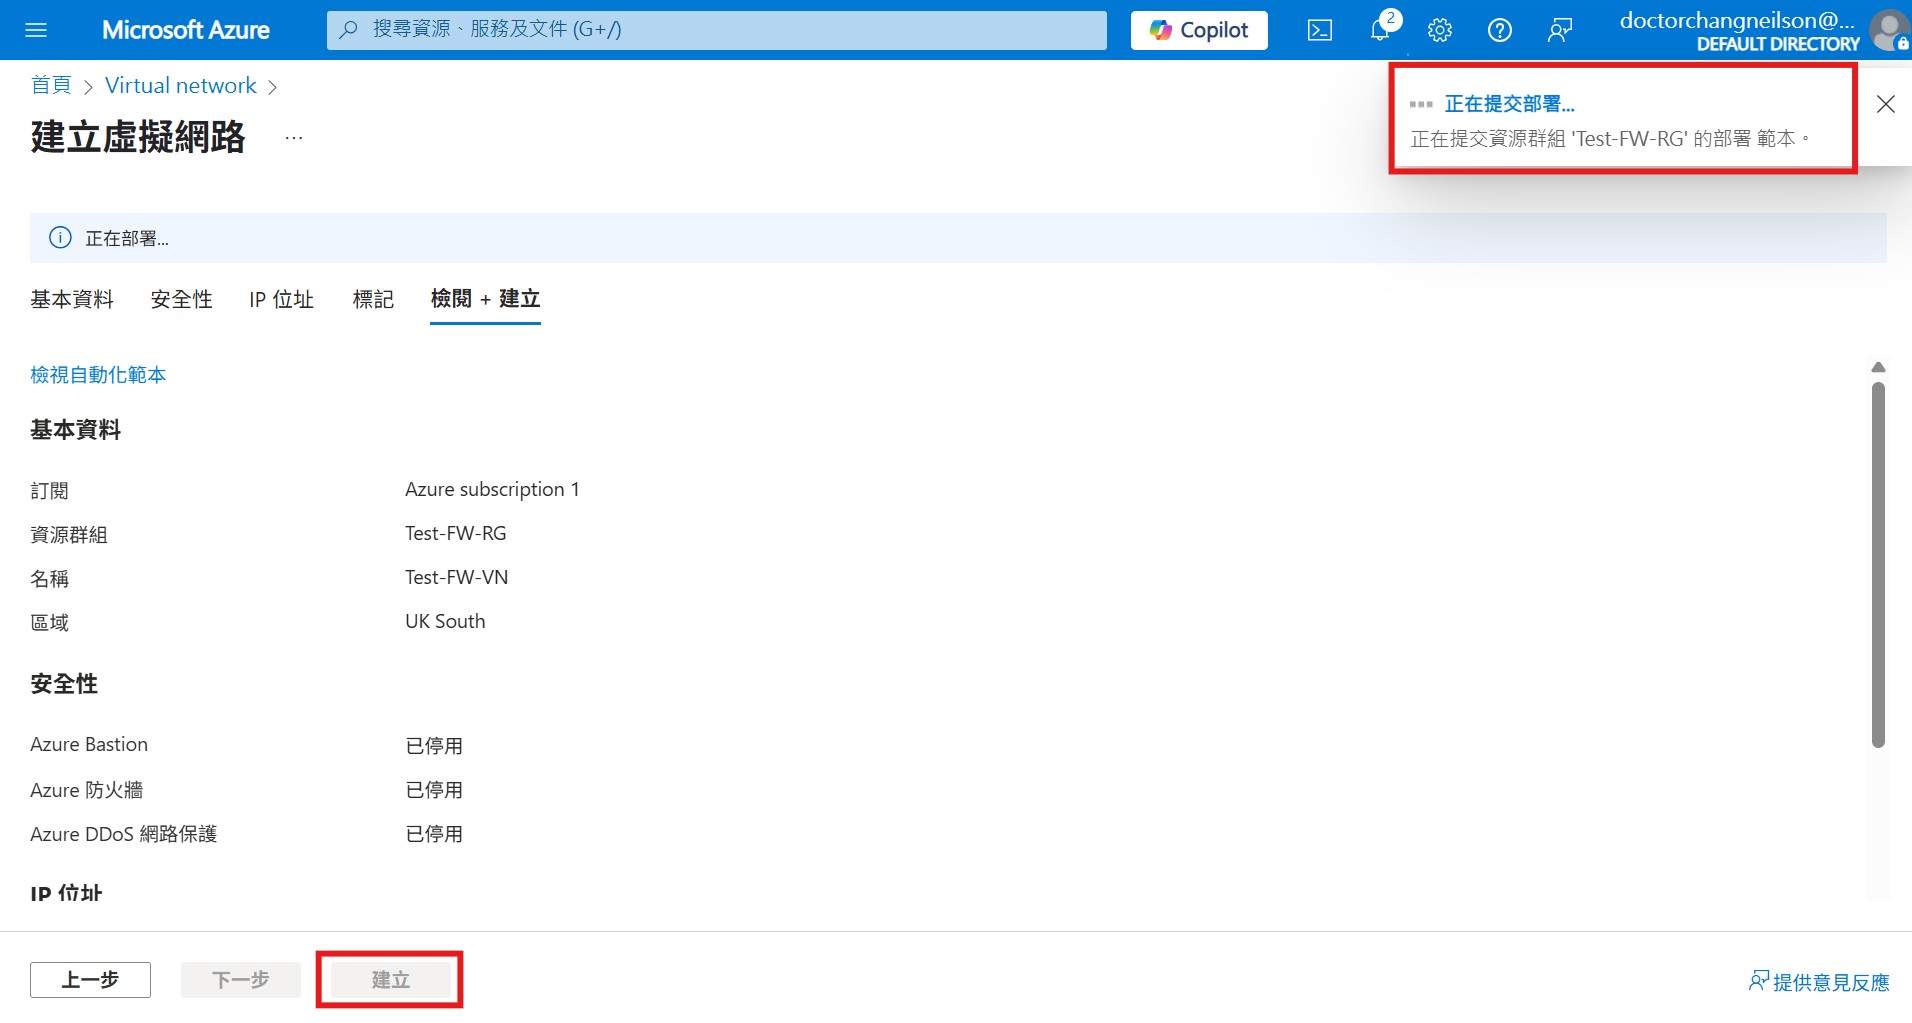 Microsoft Azure
搜尋資源、服務及文件 (G+/)
Copilot
2
doctorchangneilson@...
DEFAULT DIRECTORY
首頁 > Virtual network >
建立虛擬網路 ...
正在提交部署...
正在提交資源群組 'Test-FW-RG' 的部署 範本。
正在部署...
基本資料 安全性 IP 位址 標記 檢閱 + 建立
檢視自動化範本
基本資料
訂閱 Azure subscription 1
資源群組 Test-FW-RG
名稱 Test-FW-VN
區域 UK South
安全性
Azure Bastion 已停用
Azure 防火牆 已停用
Azure DDoS 網路保護 已停用
IP 位址
上一步 下一步 建立
提供意見反應